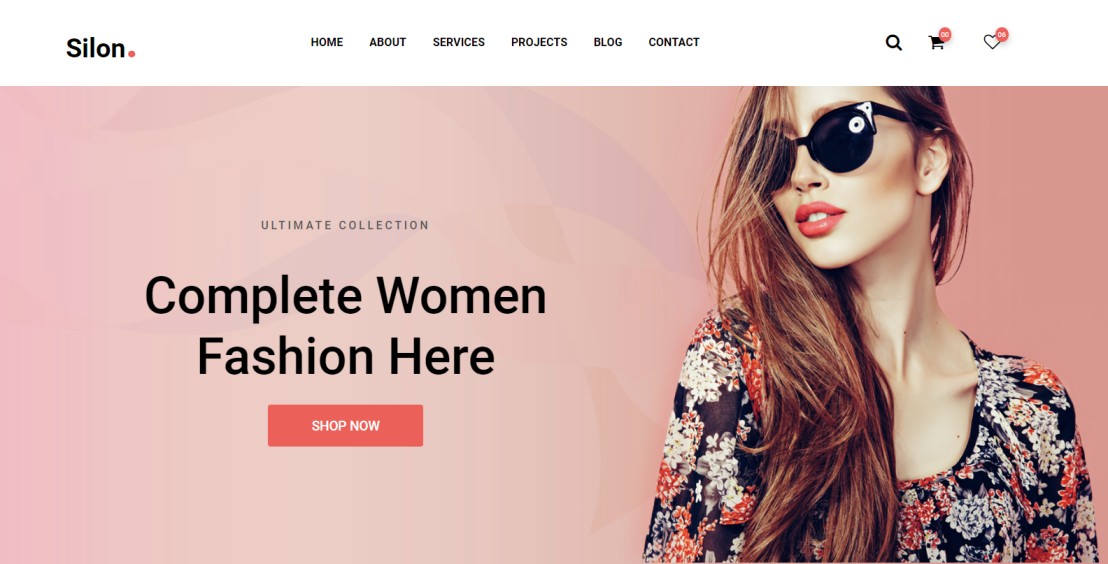 Silon.
HOME ABOUT SERVICES PROJECTS BLOG CONTACT
00
06
ULTIMATE COLLECTION
Complete Women
Fashion Here
SHOP NOW